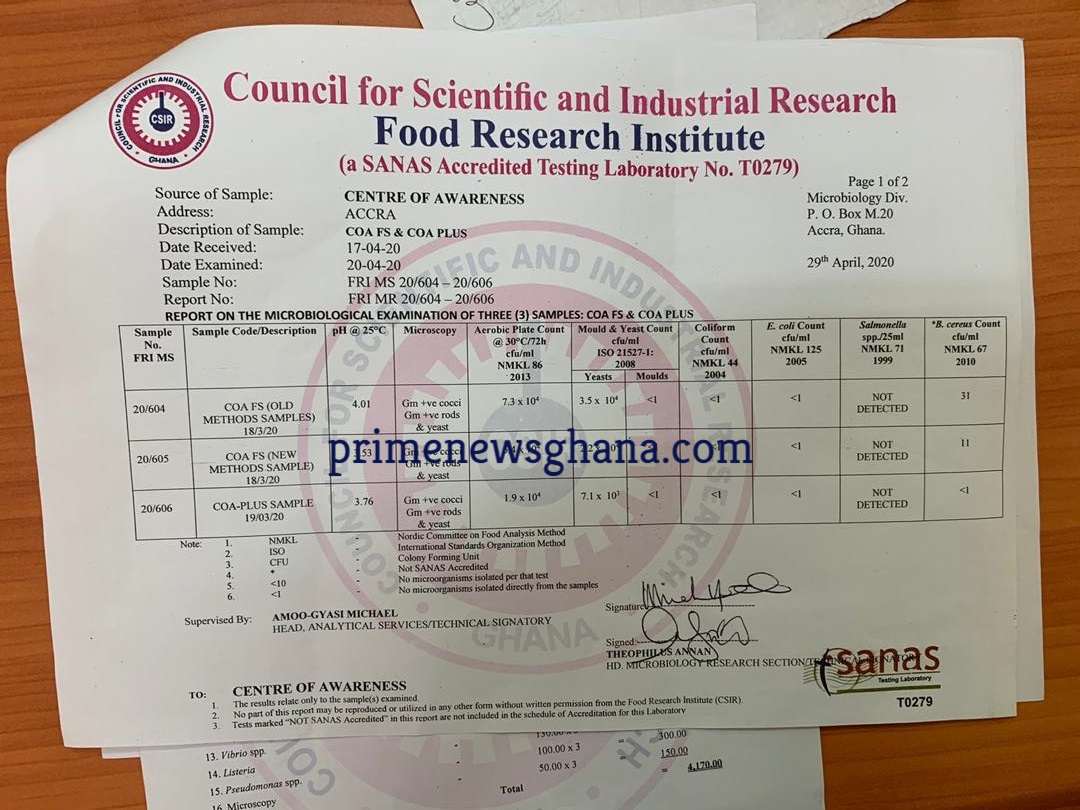 COUNCIL FOR SCIENTIFIC AND INDUSTRIAL RESEARCH
CSIR
GHANA
Council for Scientific and Industrial Research
Food Research Institute
(a SANAS Accredited Testing Laboratory No. T0279)
Page 1 of 2
Source of Sample: CENTRE OF AWARENESS Microbiology Div.
Address: ACCRA P. O. Box M.20
Description of Sample: COA FS & COA PLUS Accra, Ghana.
Date Received: 17-04-20
Date Examined: 20-04-20 29th April, 2020
Sample No: FRI MS 20/604 – 20/606
Report No: FRI MR 20/604 – 20/606
REPORT ON THE MICROBIOLOGICAL EXAMINATION OF THREE (3) SAMPLES: COA FS & COA PLUS
Sample No. FRI MS Sample Code/Description pH @ 25°C Microscopy Aerobic Plate Count @ 30°C/72h cfu/ml NMKL 86 2013 Mould & Yeast Count cfu/ml ISO 21527-1: 2008 Yeasts Moulds Coliform Count cfu/ml NMKL 44 2004 E. coli Count cfu/ml NMKL 125 2005 Salmonella spp./25ml NMKL 71 1999 *B. cereus Count cfu/ml NMKL 67 2010
20/604 COA FS (OLD METHODS SAMPLES) 18/3/20 4.01 Gm +ve cocci Gm +ve rods & yeast 7.3 x 10⁴ 3.5 x 10⁴ <1 <1 <1 NOT DETECTED 31
20/605 COA FS (NEW METHODS SAMPLE) 18/3/20 Gm +ve cocci Gm +ve rods & yeast <1 NOT DETECTED 11
primenewsghana.com
20/606 COA-PLUS SAMPLE 19/03/20 3.76 Gm +ve cocci Gm +ve rods & yeast 1.9 x 10⁴ 7.1 x 10³ <1 <1 <1 NOT DETECTED <1
Note: 1. NMKL - Nordic Committee on Food Analysis Method
2. ISO - International Standards Organization Method
3. CFU - Colony Forming Unit
4. * - Not SANAS Accredited
5. <10 - No microorganisms isolated per that test
6. <1 - No microorganisms isolated directly from the samples
Supervised By: AMOO-GYASI MICHAEL
HEAD, ANALYTICAL SERVICES/TECHNICAL SIGNATORY
Signature
Signed:
THEOPHILUS ANNAN
HD. MICROBIOLOGY RESEARCH SECTION/TECHNICAL SIGNATORY
sanas
Testing Laboratory
T0279
TO: CENTRE OF AWARENESS
1. The results relate only to the sample(s) examined.
2. No part of this report may be reproduced or utilized in any other form without written permission from the Food Research Institute (CSIR).
3. Tests marked “NOT SANAS Accredited” in this report are not included in the schedule of Accreditation for this Laboratory
300.00
13. Vibrio spp. - 100.00 x 3 150.00
14. Listeria - 50.00 x 3 = 4,170.00
15. Pseudomonas spp. Total
16. Microscopy